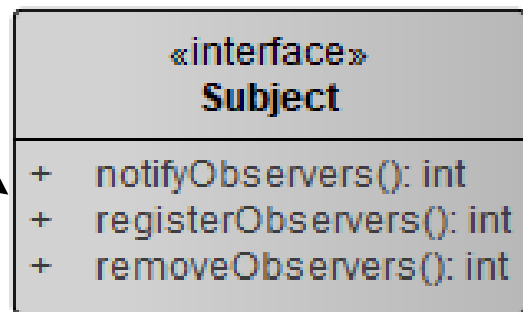 «interface»
Subject
+ notifyObservers(): int
+ registerObservers(): int
+ removeObservers(): int